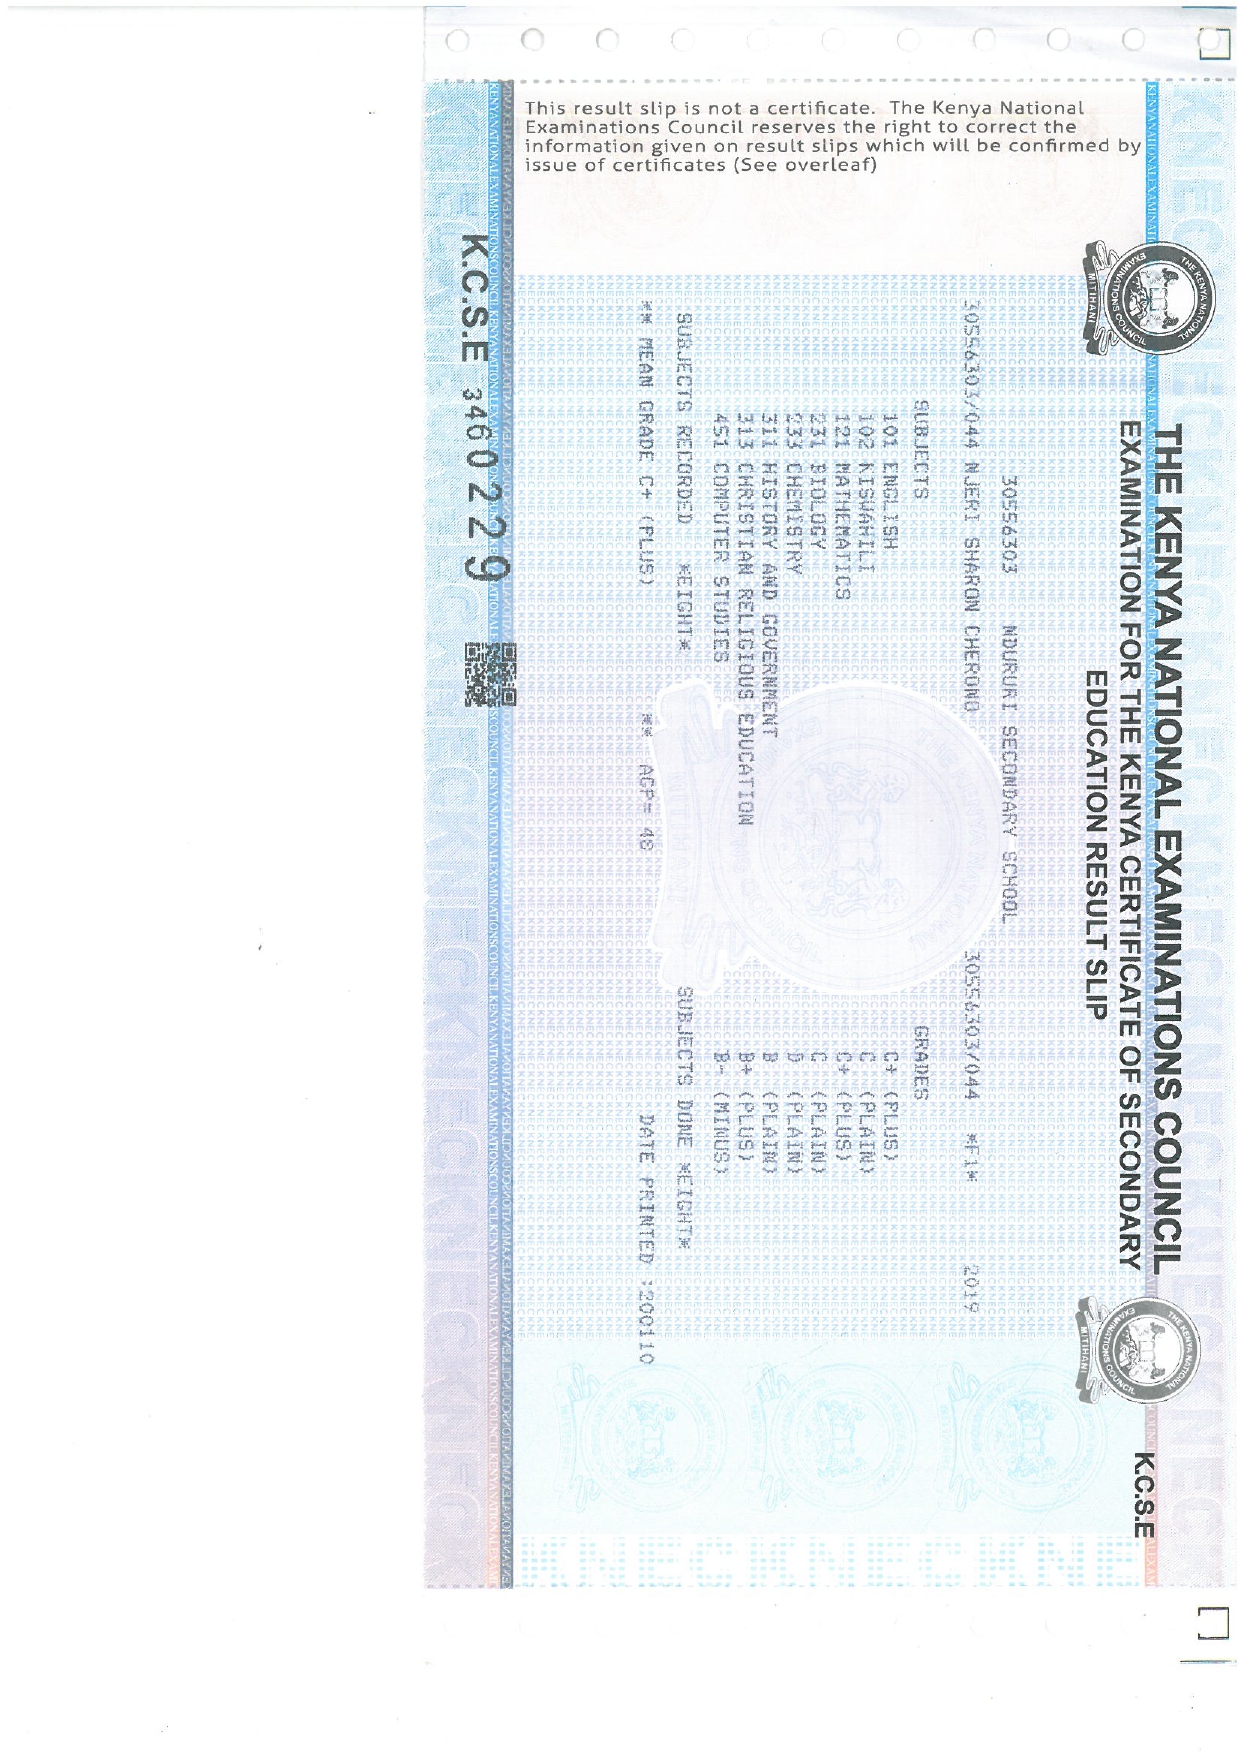 This result slip is not a certificate. The Kenya National
Examinations Council reserves the right to correct the
information given on result slips which will be confirmed by
issue of certificates (See overleaf)
THE KENYA NATIONAL EXAMINATIONS COUNCIL
EXAMINATION FOR THE KENYA CERTIFICATE OF SECONDARY
EDUCATION RESULT SLIP
K.C.S.E
30556303 NDURURI SECONDARY SCHOOL
30556303/044 NJERI SHARON CHERONO 30556303/044 *F1* 2019
SUBJECTS GRADES
101 ENGLISH C+ (PLUS)
102 KISWAHILI C (PLAIN)
121 MATHEMATICS C+ (PLUS)
231 BIOLOGY C (PLAIN)
233 CHEMISTRY D (PLAIN)
311 HISTORY AND GOVERNMENT B (PLAIN)
313 CHRISTIAN RELIGIOUS EDUCATION B+ (PLUS)
451 COMPUTER STUDIES B- (MINUS)
SUBJECTS RECORDED *EIGHT* SUBJECTS DONE *EIGHT*
** MEAN GRADE C+ (PLUS) ** AGP= 48 DATE PRINTED :200110
K.C.S.E 3460229
THE KENYA NATIONAL EXAMINATIONS COUNCIL
MITIHANI
THE KENYA NATIONAL EXAMINATIONS COUNCIL
MITIHANI